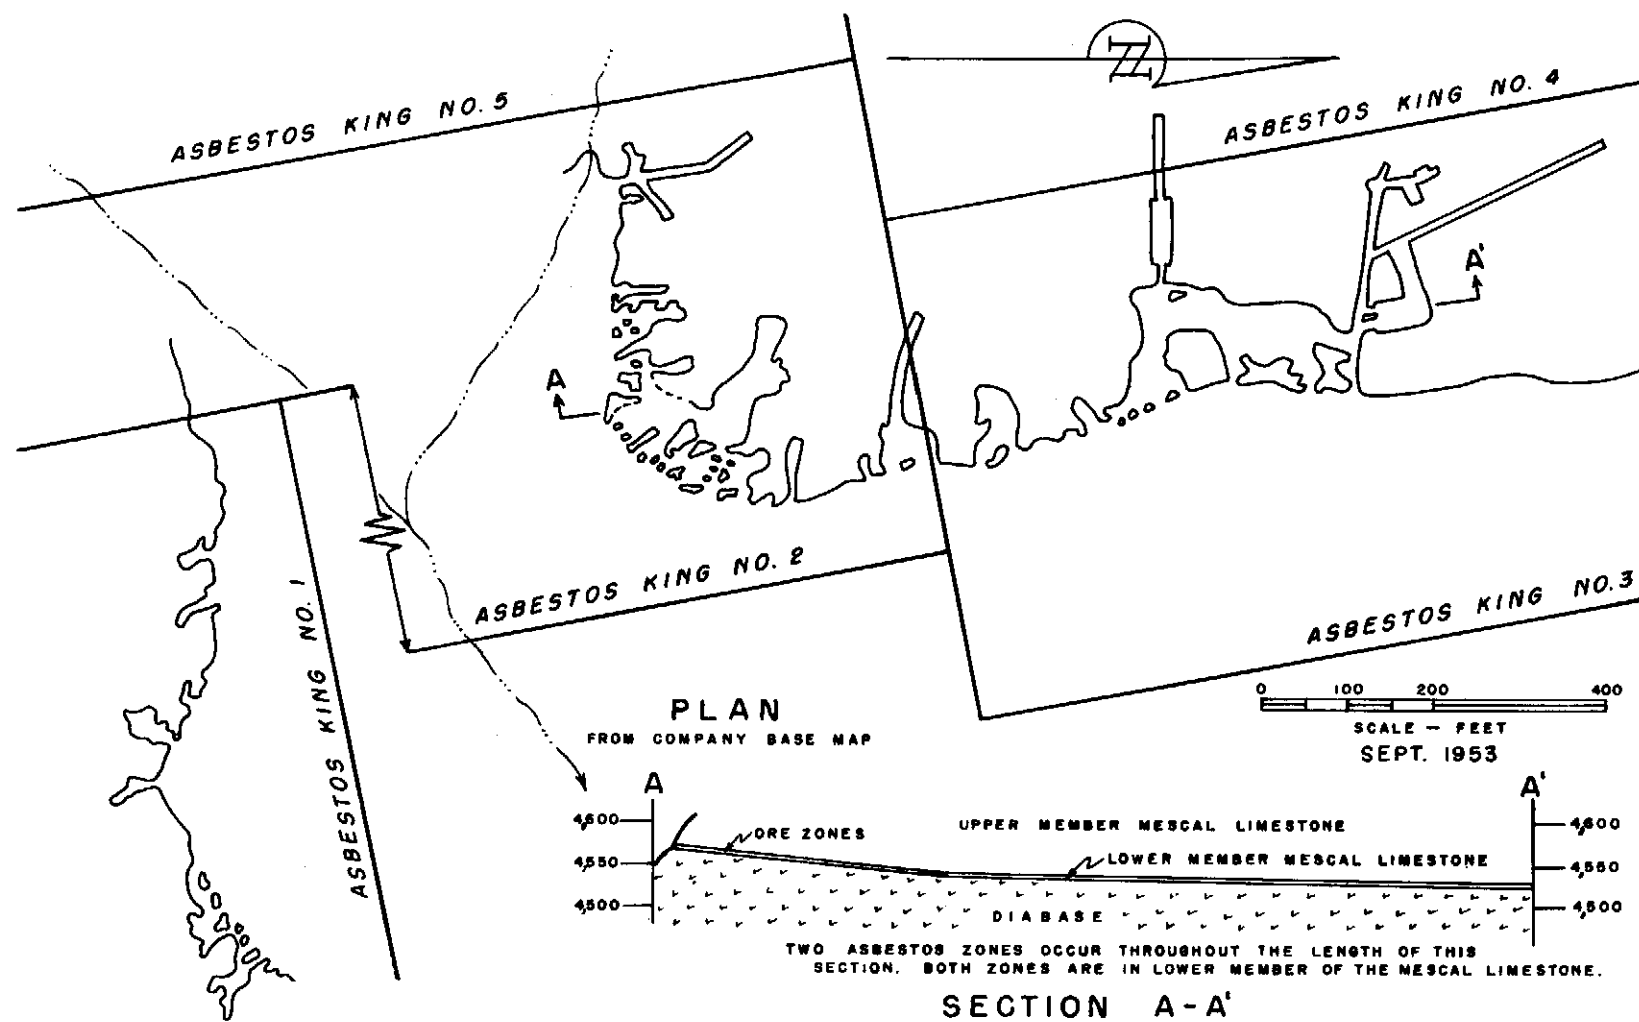 N
ASBESTOS KING NO. 5
ASBESTOS KING NO. 4
A'
A
ASBESTOS KING NO. 2
ASBESTOS KING NO. 3
ASBESTOS KING NO. 1
0 100 200 400
SCALE — FEET
SEPT. 1953
PLAN
FROM COMPANY BASE MAP
A
A'
4,600
4,550
4,500
ORE ZONES
UPPER MEMBER MESCAL LIMESTONE
LOWER MEMBER MESCAL LIMESTONE
DIABASE
4,600
4,550
4,500
TWO ASBESTOS ZONES OCCUR THROUGHOUT THE LENGTH OF THIS
SECTION. BOTH ZONES ARE IN LOWER MEMBER OF THE MESCAL LIMESTONE.
SECTION A-A'